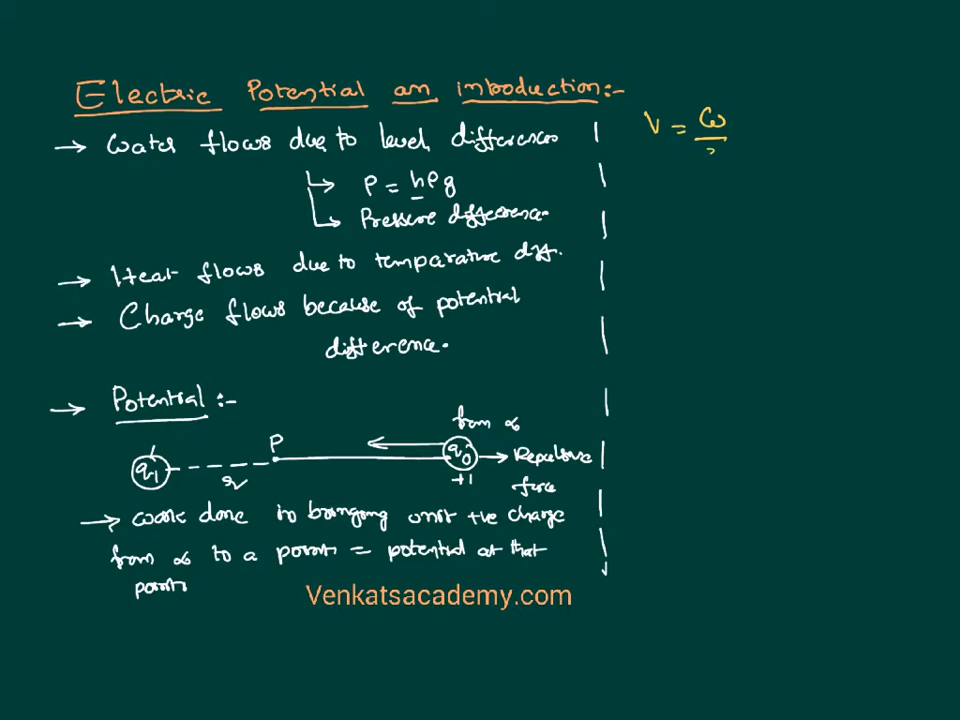 Electric Potential an introduction:-
→ Water flows due to level differences
↳ P = hρg
↳ Pressure difference.
→ Heat flows due to temparature diff.
→ Charge flows because of potential
difference.
→ Potential :-
from ∝
P
q1 q0 → Repulsive
r +1 force
→ work done in bringing unit +ve charge
from ∝ to a point = potential at that
point
V = W
Venkatsacademy.com